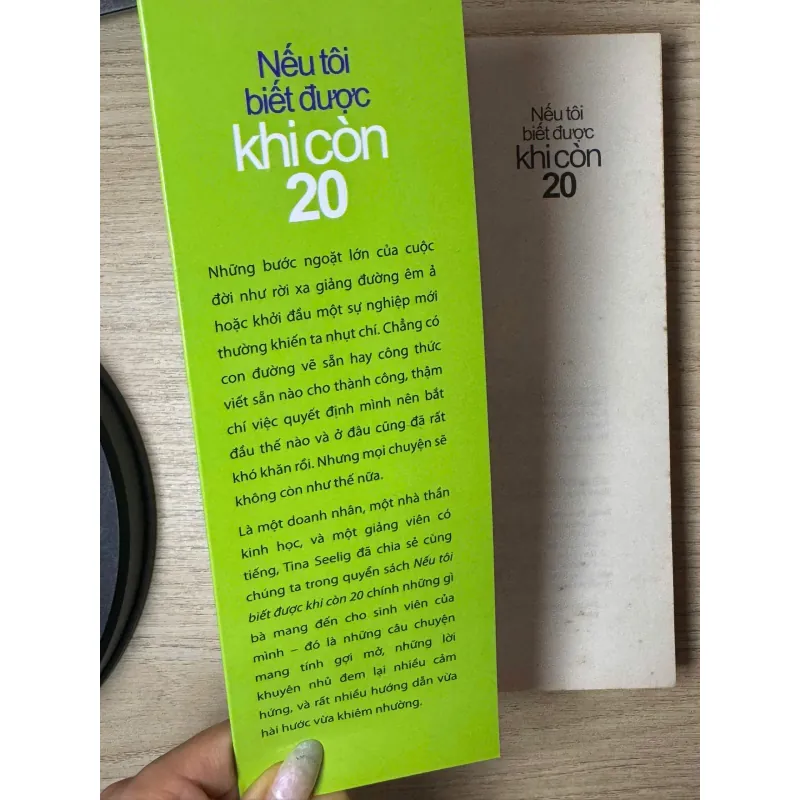 Nếu tôi
biết được
khi còn
20
Những bước ngoặt lớn của cuộc
đời như rời xa giảng đường êm ả
hoặc khởi đầu một sự nghiệp mới
thường khiến ta nhụt chí. Chẳng có
con đường vẽ sẵn hay công thức
viết sẵn nào cho thành công, thậm
chí việc quyết định mình nên bắt
đầu thế nào và ở đâu cũng đã rất
khó khăn rồi. Nhưng mọi chuyện sẽ
không còn như thế nữa.
Là một doanh nhân, một nhà thần
kinh học, và một giảng viên có
tiếng, Tina Seelig đã chia sẻ cùng
chúng ta trong quyển sách Nếu tôi
biết được khi còn 20 chính những gì
bà mang đến cho sinh viên của
mình – đó là những câu chuyện
mang tính gợi mở, những lời
khuyên nhủ đem lại nhiều cảm
hứng, và rất nhiều hướng dẫn vừa
hài hước vừa khiêm nhường.
Nếu tôi
biết được
khi còn
20